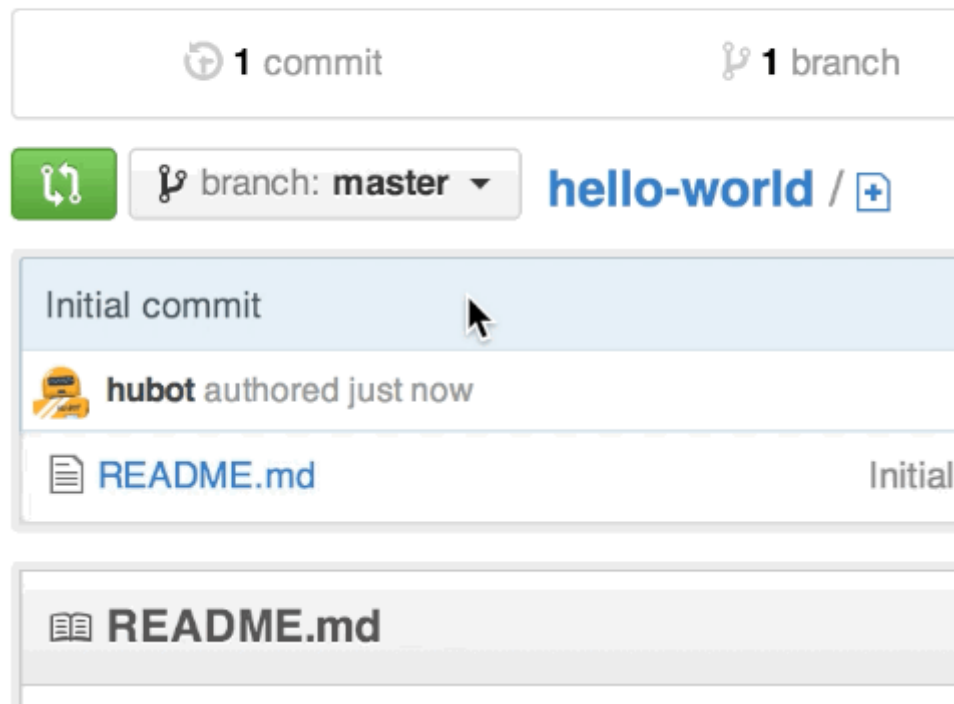 1 commit
1 branch
branch: master
hello-world /
Initial commit
hubot authored just now
README.md
Initial
README.md